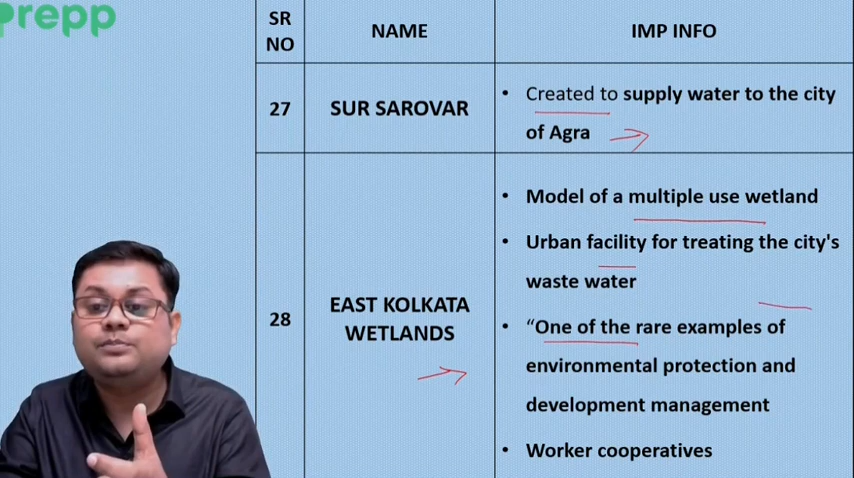 prepp
SR
NO
NAME
IMP INFO
27
SUR SAROVAR
• Created to supply water to the city
of Agra
28
EAST KOLKATA
WETLANDS
• Model of a multiple use wetland
• Urban facility for treating the city's
waste water
• “One of the rare examples of
environmental protection and
development management
• Worker cooperatives